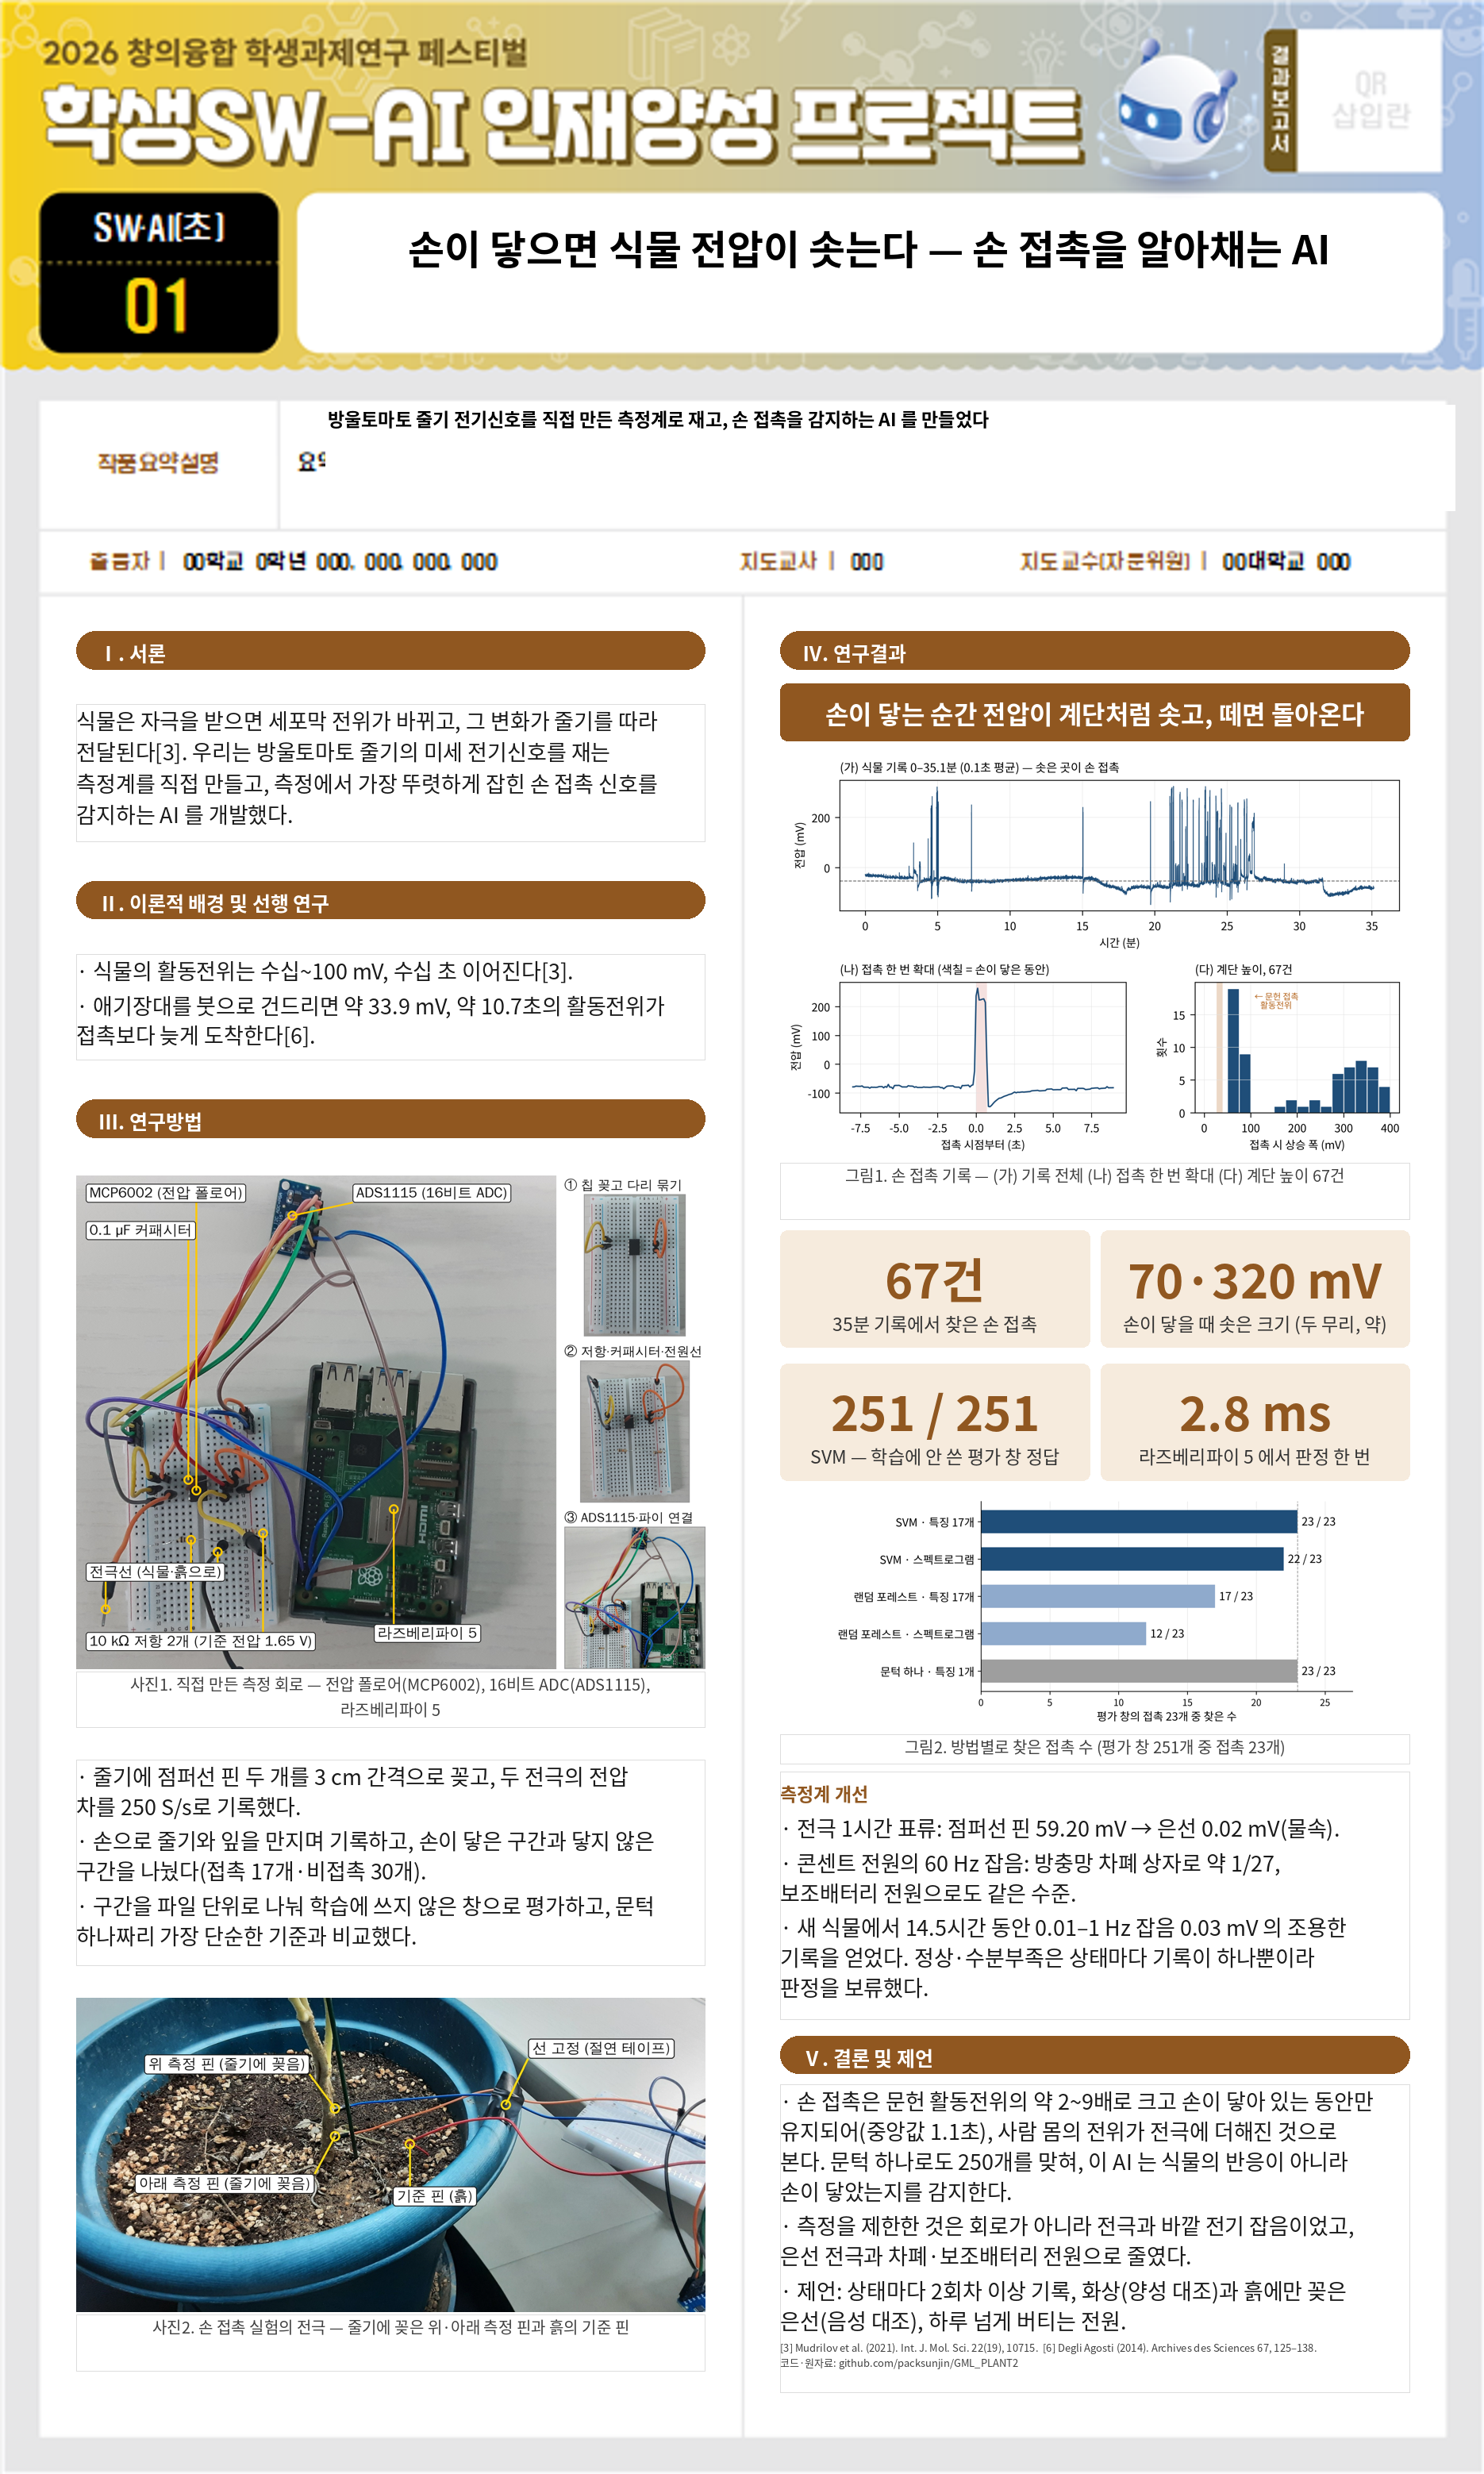 2026 창의융합 학생과제연구 페스티벌
학생SW-AI 인재양성 프로젝트
결과보고서
QR
삽입란
SW·AI(초)
01
손이 닿으면 식물 전압이 솟는다 — 손 접촉을 알아채는 AI
작품요약설명
방울토마토 줄기 전기신호를 직접 만든 측정계로 재고, 손 접촉을 감지하는 AI 를 만들었다
출품자 | 00학교 0학년 000. 000. 000. 000
지도교사 | 000
지도교수(자문위원) | 00대학교 000
Ⅰ. 서론
식물은 자극을 받으면 세포막 전위가 바뀌고, 그 변화가 줄기를 따라
전달된다[3]. 우리는 방울토마토 줄기의 미세 전기신호를 재는
측정계를 직접 만들고, 측정에서 가장 뚜렷하게 잡힌 손 접촉 신호를
감지하는 AI 를 개발했다.
Ⅱ. 이론적 배경 및 선행 연구
· 식물의 활동전위는 수십~100 mV, 수십 초 이어진다[3].
· 애기장대를 붓으로 건드리면 약 33.9 mV, 약 10.7초의 활동전위가
접촉보다 늦게 도착한다[6].
Ⅲ. 연구방법
MCP6002 (전압 폴로어)
ADS1115 (16비트 ADC)
0.1 μF 커패시터
전극선 (식물·흙으로)
10 kΩ 저항 2개 (기준 전압 1.65 V)
라즈베리파이 5
① 칩 꽂고 다리 묶기
② 저항·커패시터·전원선
③ ADS1115·파이 연결
사진1. 직접 만든 측정 회로 — 전압 폴로어(MCP6002), 16비트 ADC(ADS1115),
라즈베리파이 5
· 줄기에 점퍼선 핀 두 개를 3 cm 간격으로 꽂고, 두 전극의 전압
차를 250 S/s로 기록했다.
· 손으로 줄기와 잎을 만지며 기록하고, 손이 닿은 구간과 닿지 않은
구간을 나눴다(접촉 17개·비접촉 30개).
· 구간을 파일 단위로 나눠 학습에 쓰지 않은 창으로 평가하고, 문턱
하나짜리 가장 단순한 기준과 비교했다.
위 측정 핀 (줄기에 꽂음)
선 고정 (절연 테이프)
아래 측정 핀 (줄기에 꽂음)
기준 핀 (흙)
사진2. 손 접촉 실험의 전극 — 줄기에 꽂은 위·아래 측정 핀과 흙의 기준 핀
Ⅳ. 연구결과
손이 닿는 순간 전압이 계단처럼 솟고, 떼면 돌아온다
(가) 식물 기록 0–35.1분 (0.1초 평균) — 솟은 곳이 손 접촉
전압 (mV)
200
0
0 5 10 15 20 25 30 35
시간 (분)
(나) 접촉 한 번 확대 (색칠 = 손이 닿은 동안)
전압 (mV)
200
100
0
-100
-7.5 -5.0 -2.5 0.0 2.5 5.0 7.5
접촉 시점부터 (초)
(다) 계단 높이, 67건
← 문헌 접촉
활동전위
횟수
15
10
5
0
0 100 200 300 400
접촉 시 상승 폭 (mV)
그림1. 손 접촉 기록 — (가) 기록 전체 (나) 접촉 한 번 확대 (다) 계단 높이 67건
67건
35분 기록에서 찾은 손 접촉
70·320 mV
손이 닿을 때 솟은 크기 (두 무리, 약)
251 / 251
SVM — 학습에 안 쓴 평가 창 정답
2.8 ms
라즈베리파이 5 에서 판정 한 번
SVM · 특징 17개 23 / 23
SVM · 스펙트로그램 22 / 23
랜덤 포레스트 · 특징 17개 17 / 23
랜덤 포레스트 · 스펙트로그램 12 / 23
문턱 하나 · 특징 1개 23 / 23
0 5 10 15 20 25
평가 창의 접촉 23개 중 찾은 수
그림2. 방법별로 찾은 접촉 수 (평가 창 251개 중 접촉 23개)
측정계 개선
· 전극 1시간 표류: 점퍼선 핀 59.20 mV → 은선 0.02 mV(물속).
· 콘센트 전원의 60 Hz 잡음: 방충망 차폐 상자로 약 1/27,
보조배터리 전원으로도 같은 수준.
· 새 식물에서 14.5시간 동안 0.01–1 Hz 잡음 0.03 mV 의 조용한
기록을 얻었다. 정상·수분부족은 상태마다 기록이 하나뿐이라
판정을 보류했다.
Ⅴ. 결론 및 제언
· 손 접촉은 문헌 활동전위의 약 2~9배로 크고 손이 닿아 있는 동안만
유지되어(중앙값 1.1초), 사람 몸의 전위가 전극에 더해진 것으로
본다. 문턱 하나로도 250개를 맞혀, 이 AI 는 식물의 반응이 아니라
손이 닿았는지를 감지한다.
· 측정을 제한한 것은 회로가 아니라 전극과 바깥 전기 잡음이었고,
은선 전극과 차폐·보조배터리 전원으로 줄였다.
· 제언: 상태마다 2회차 이상 기록, 화상(양성 대조)과 흙에만 꽂은
은선(음성 대조), 하루 넘게 버티는 전원.
[3] Mudrilov et al. (2021). Int. J. Mol. Sci. 22(19), 10715. [6] Degli Agosti (2014). Archives des Sciences 67, 125–138.
코드·원자료: github.com/packsunjin/GML_PLANT2